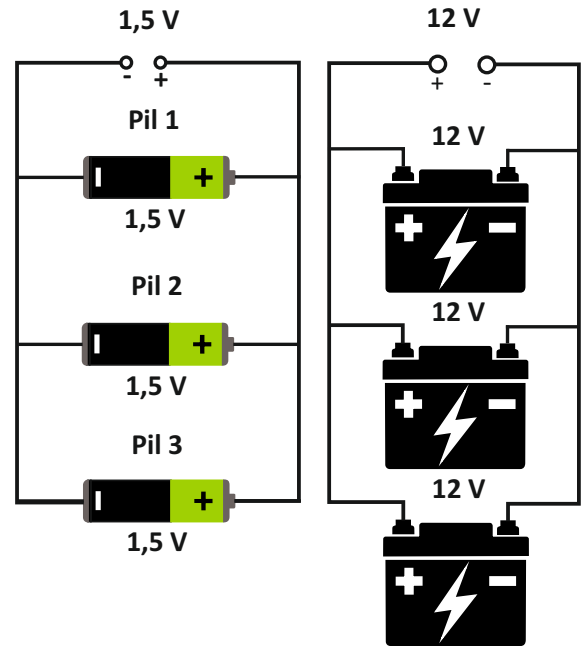 1,5 V
- +
Pil 1
- +
1,5 V
Pil 2
- +
1,5 V
Pil 3
- +
1,5 V
12 V
+ -
12 V
+ -
12 V
+ -
12 V
+ -